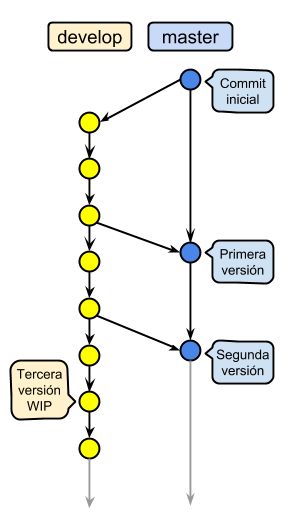 develop
master
Commit
inicial
Primera
versión
Segunda
versión
Tercera
versión
WIP